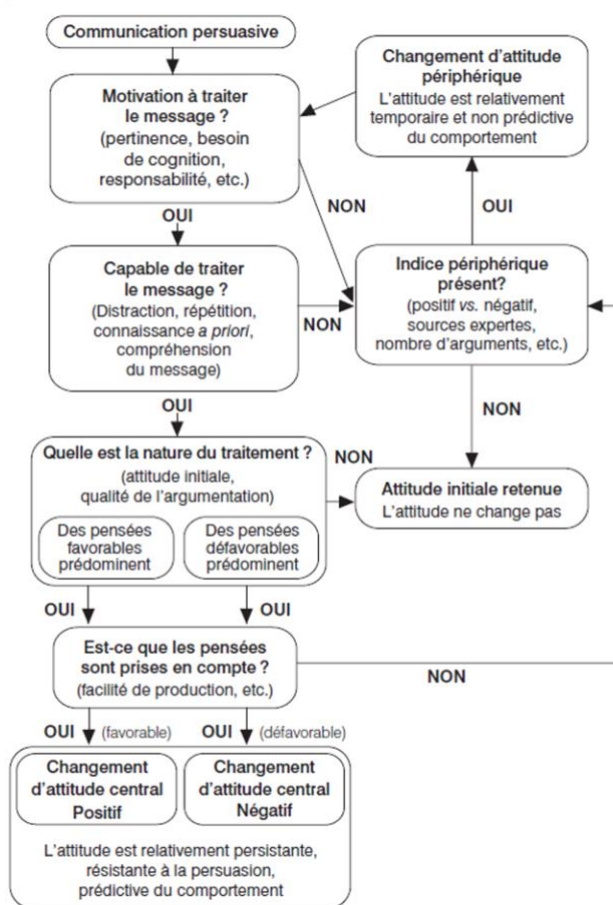 Communication persuasive
Motivation à traiter
le message ?
(pertinence, besoin
de cognition,
responsabilité, etc.)
Changement d'attitude
périphérique
L'attitude est relativement
temporaire et non prédictive
du comportement
OUI
NON
OUI
Capable de traiter
le message ?
(Distraction, répétition,
connaissance a priori,
compréhension
du message)
NON
Indice périphérique
présent?
(positif vs. négatif,
sources expertes,
nombre d'arguments, etc.)
OUI
NON
Quelle est la nature du traitement ?
(attitude initiale,
qualité de l'argumentation)
Des pensées
favorables
prédominent
Des pensées
défavorables
prédominent
NON
Attitude initiale retenue
L'attitude ne change pas
OUI
OUI
Est-ce que les pensées
sont prises en compte ?
(facilité de production, etc.)
NON
OUI (favorable)
OUI (défavorable)
Changement
d'attitude central
Positif
Changement
d'attitude central
Négatif
L'attitude est relativement persistante,
résistante à la persuasion,
prédictive du comportement